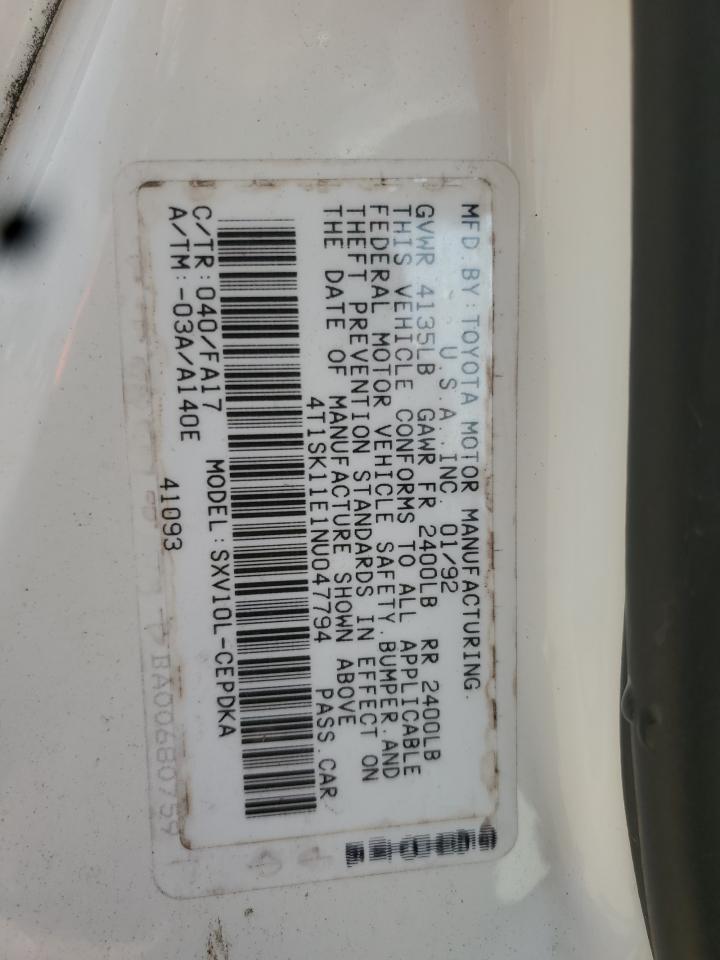 MFD.BY:TOYOTA MOTOR MANUFACTURING.
U.S.A.,INC. 01/92
GVWR 4135LB GAWR FR 2400LB RR 2400LB
THIS VEHICLE CONFORMS TO ALL APPLICABLE
FEDERAL MOTOR VEHICLE SAFETY.BUMPER.AND
THEFT PREVENTION STANDARDS IN EFFECT ON
THE DATE OF MANUFACTURE SHOWN ABOVE
4T1SK11E1NU047794 PASS.CAR
C/TR:040/FA17 MODEL:SXV10L-CEPDKA
A/TM:-03A/A140E 41093
BA00680759